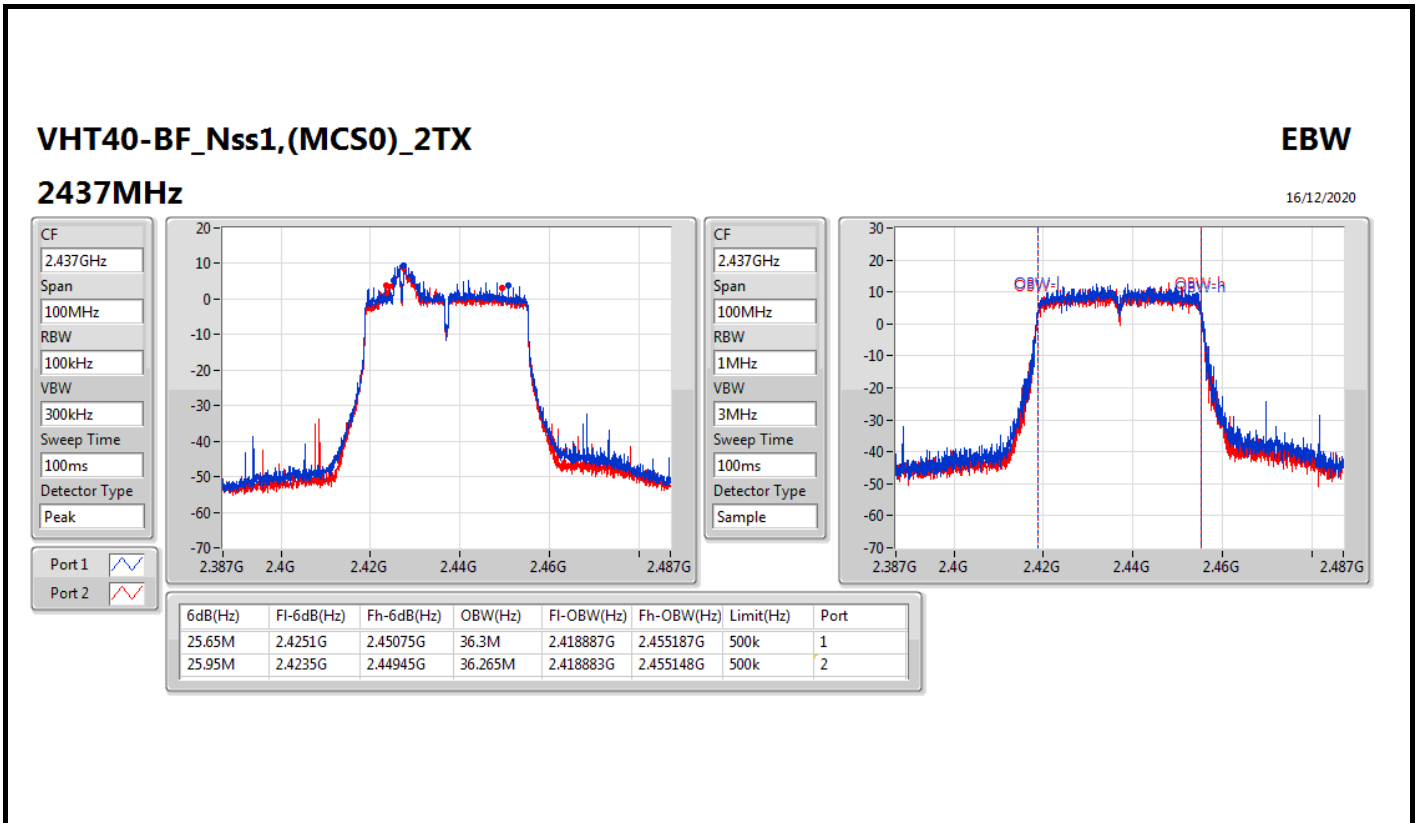 VHT40-BF_Nss1,(MCS0)_2TX
EBW
2437MHz
16/12/2020
CF
2.437GHz
Span
100MHz
RBW
100kHz
VBW
300kHz
Sweep Time
100ms
Detector Type
Peak
Port 1
Port 2
20
10
0
-10
-20
-30
-40
-50
-60
-70
2.387G 2.4G 2.42G 2.44G 2.46G 2.487G
CF
2.437GHz
Span
100MHz
RBW
1MHz
VBW
3MHz
Sweep Time
100ms
Detector Type
Sample
30
20
10
0
-10
-20
-30
-40
-50
-60
-70
OBW-l OBW-h
2.387G 2.4G 2.42G 2.44G 2.46G 2.487G
6dB(Hz) Fl-6dB(Hz) Fh-6dB(Hz) OBW(Hz) Fl-OBW(Hz) Fh-OBW(Hz) Limit(Hz) Port
25.65M 2.4251G 2.45075G 36.3M 2.418887G 2.455187G 500k 1
25.95M 2.4235G 2.44945G 36.265M 2.418883G 2.455148G 500k 2